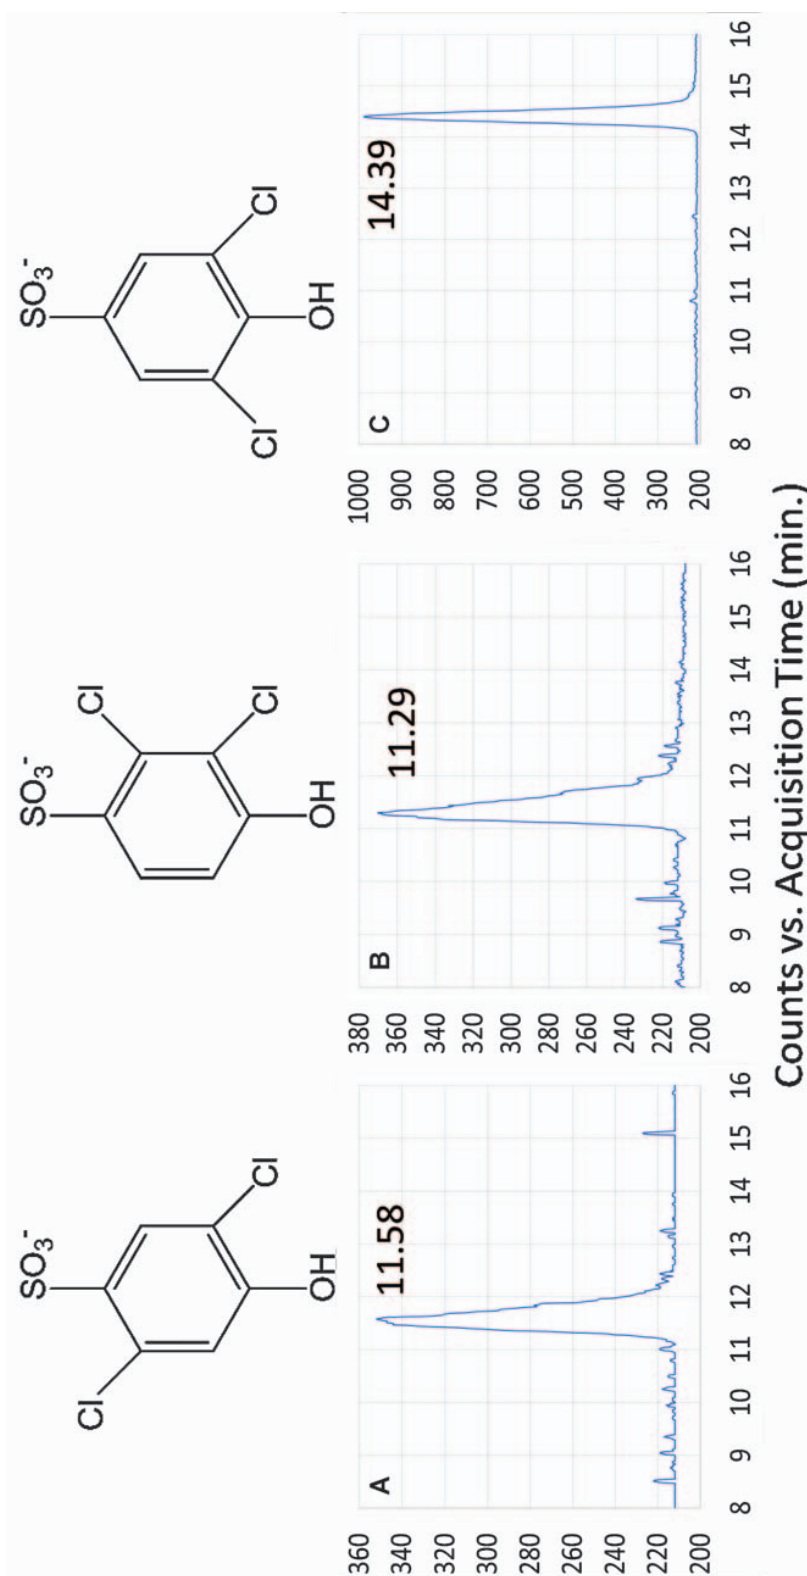 SO₃⁻
Cl
Cl
OH
SO₃⁻
Cl
Cl
OH
SO₃⁻
Cl
Cl
OH
A
11.58
360
340
320
300
280
260
240
220
200
8 9 10 11 12 13 14 15 16
B
11.29
380
360
340
320
300
280
260
240
220
200
8 9 10 11 12 13 14 15 16
C
14.39
1000
900
800
700
600
500
400
300
200
8 9 10 11 12 13 14 15 16
Counts vs. Acquisition Time (min.)